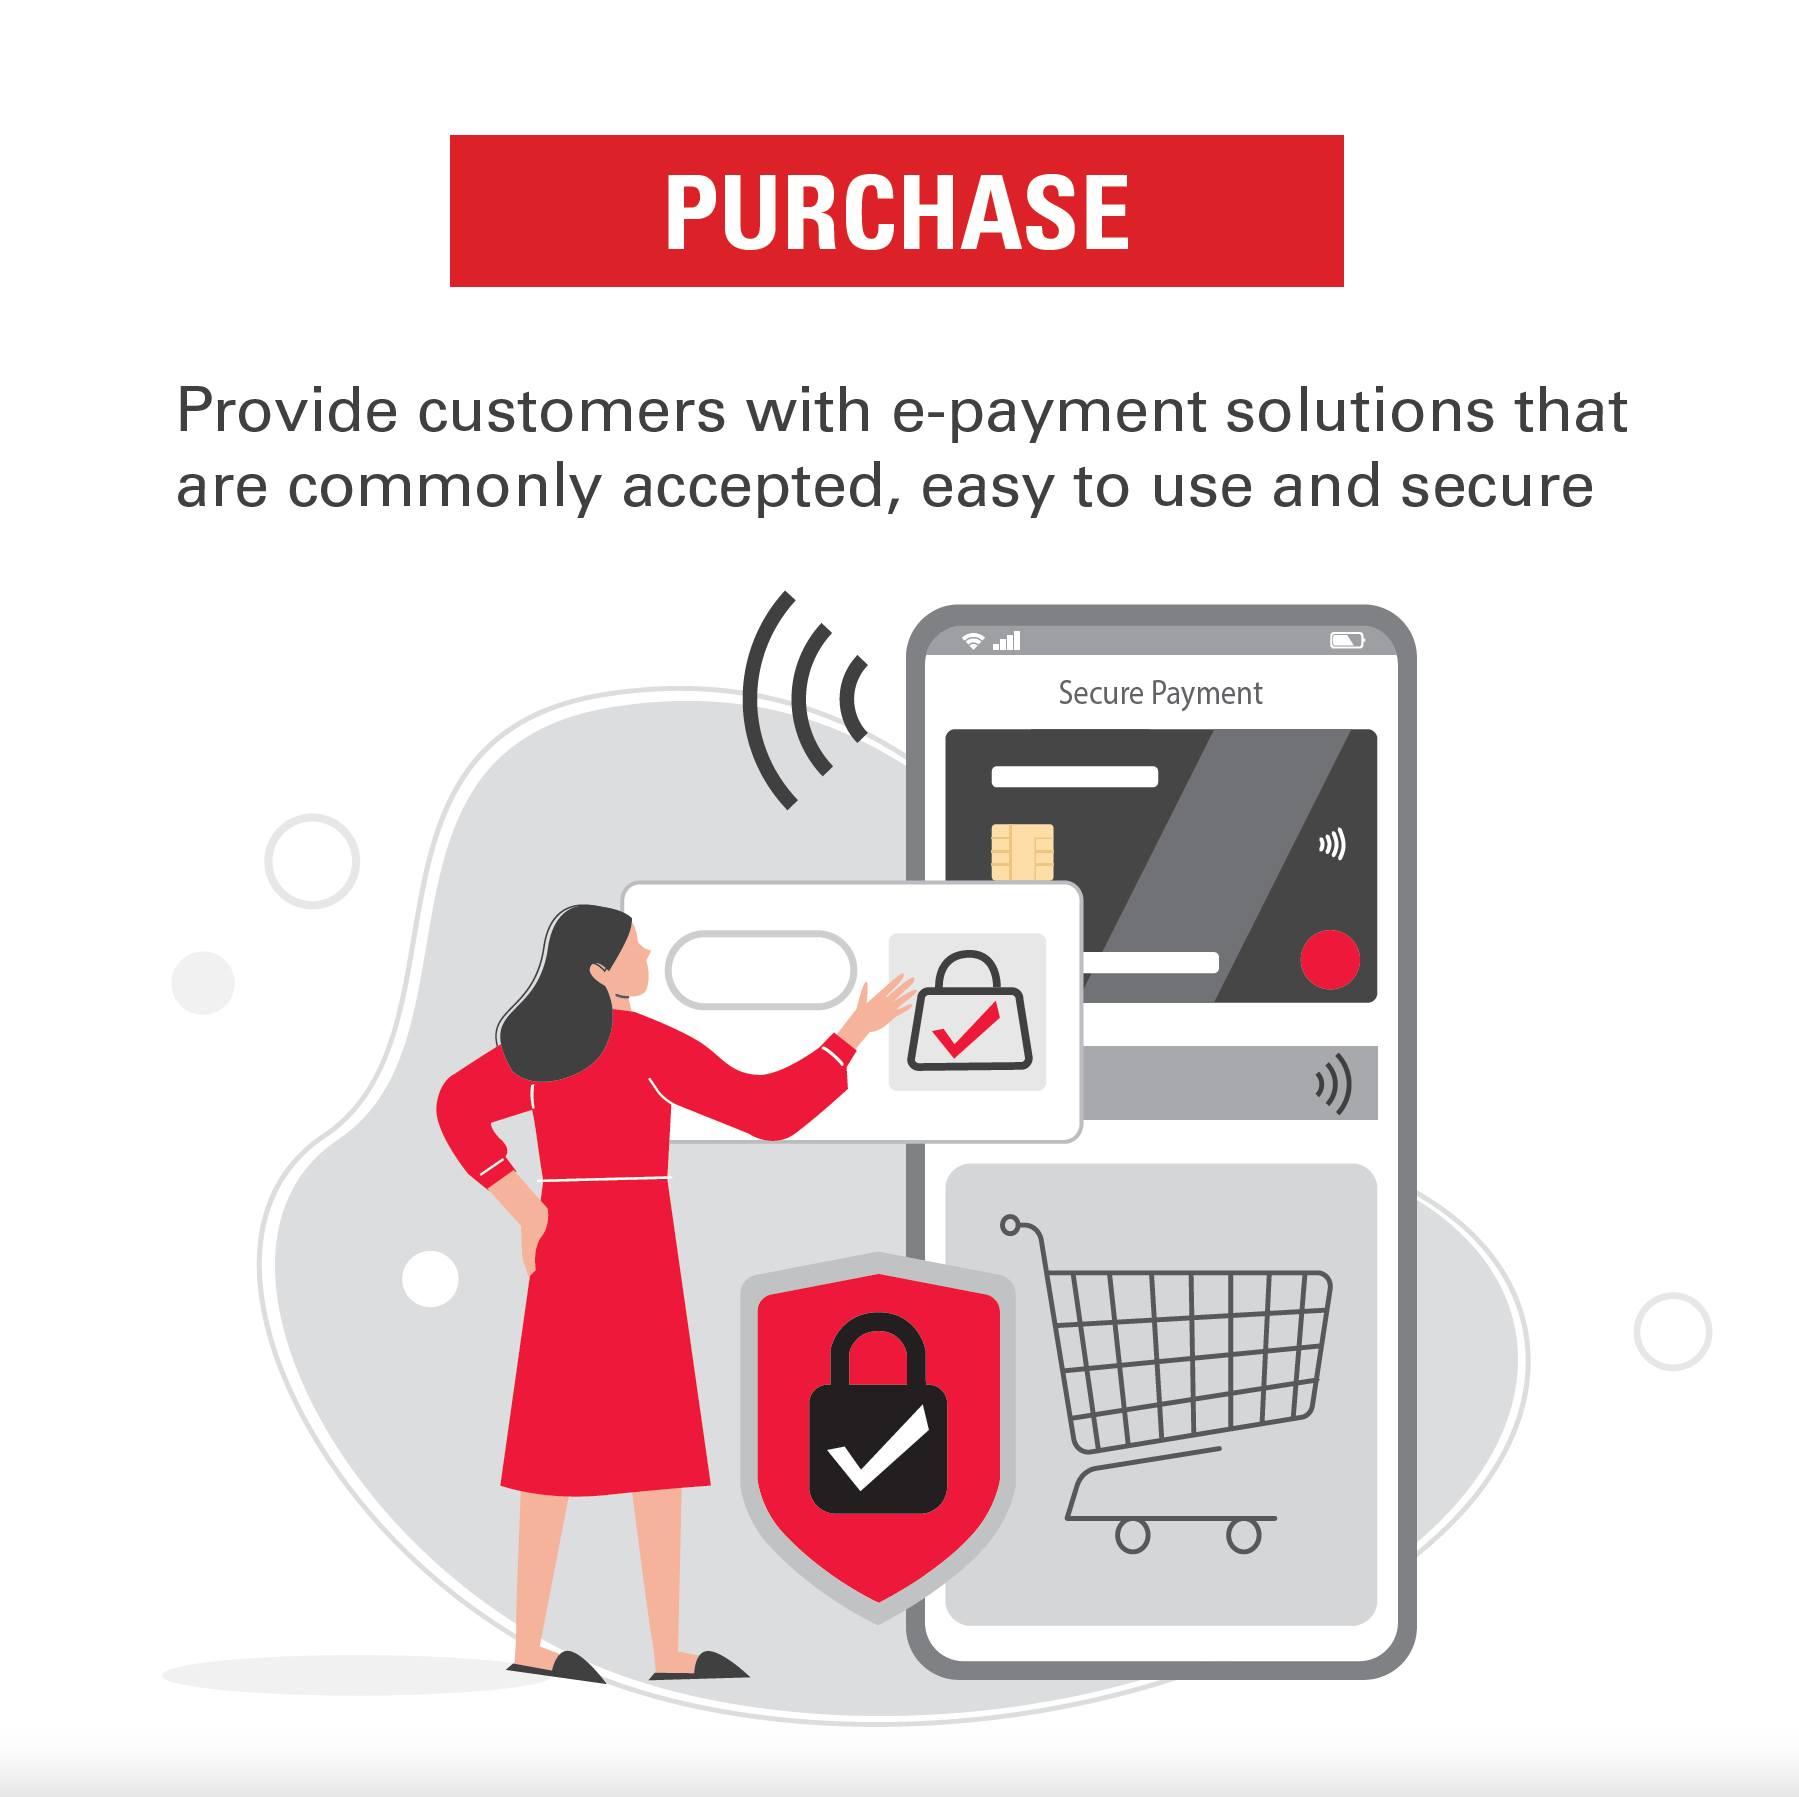 PURCHASE
Provide customers with e-payment solutions that
are commonly accepted, easy to use and secure
Secure Payment